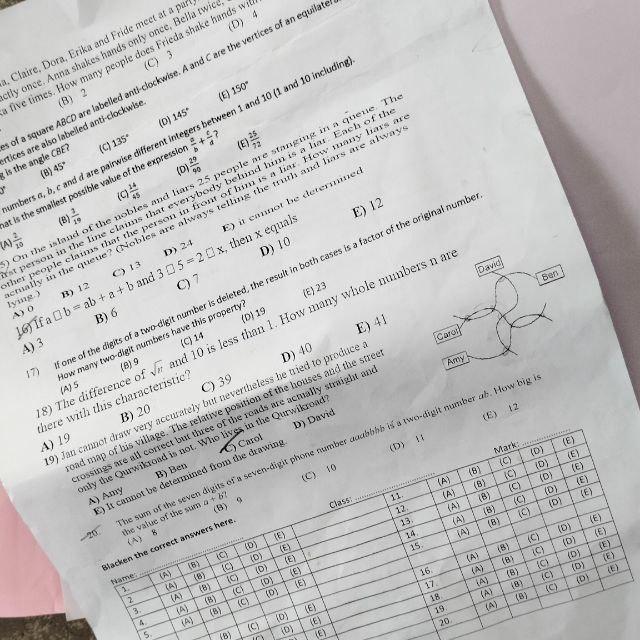 Claire, Dora, Erika and Fride meet at a party
exactly once. Anna shakes hands only once, Bella twice,
five times. How many people does Frieda shake hands with
(B) 2
(C) 3
(D) 4
of a square ABCD are labelled anti-clockwise. A and C are the vertices of an equilateral
are also labelled anti-clockwise.
is the angle CBE?
(B) 45°
(C) 135°
(D) 145°
(E) 150°
numbers a, b, c and d are pairwise different integers between 1 and 10 (1 and 10 including).
is the smallest possible value of the expression a/b + c/d?
(A) 2/10
(B) 3/19
(C) 14/45
(D) 29/90
(E) 25/72
On the island of the nobles and liars 25 people are stanging in a queue. The
first person in the line claims that everybody behind him is a liar. Each of the
other people claims that the person in front of him is a liar. How many liars are
actually in the queue? (Nobles are always telling the truth and liars are always
lying.)
A) 0
B) 12
C) 13
D) 24
E) it cannot be determined
16) If a □ b = ab + a + b and 3 □ 5 = 2 □ x, then x equals
A) 3
B) 6
C) 7
D) 10
E) 12
17) If one of the digits of a two-digit number is deleted, the result in both cases is a factor of the original number.
How many two-digit numbers have this property?
(A) 5
(B) 9
(C) 14
(D) 19
(E) 23
18) The difference of √n and 10 is less than 1. How many whole numbers n are
there with this characteristic?
A) 19
B) 20
C) 39
D) 40
E) 41
David
Ben
Carol
Amy
19) Jan cannot draw very accurately but nevertheless he tried to produce a
road map of his village. The relative position of the houses and the street
crossings are all correct but three of the roads are actually straight and
only the Qurwikroad is not. Who lives in the Qurwikroad?
A) Amy
B) Ben
C) Carol
D) David
E) It cannot be determined from the drawing.
20. The sum of the seven digits of a seven-digit phone number aaabbbb is a two-digit number ab. How big is
the value of the sum a + b?
(A) 8
(B) 9
(C) 10
(D) 11
(E) 12
Blacken the correct answers here.
Name: Class: Mark:
1. (A) (B) (C) (D) (E) 11. (A) (B) (C) (D) (E)
2. (A) (B) (C) (D) (E) 12. (A) (B) (C) (D) (E)
3. (A) (B) (C) (D) (E) 13. (A) (B) (C) (D) (E)
4. (A) (B) (C) (D) (E) 14. (A) (B) (C) (D) (E)
5. 15.
(B) (C) (D) (E) 16. (A) (B) (C) (D) (E)
17. (A) (B) (C) (D) (E)
18. (A) (B) (C) (D) (E)
19. (A) (B) (C) (D) (E)
20.